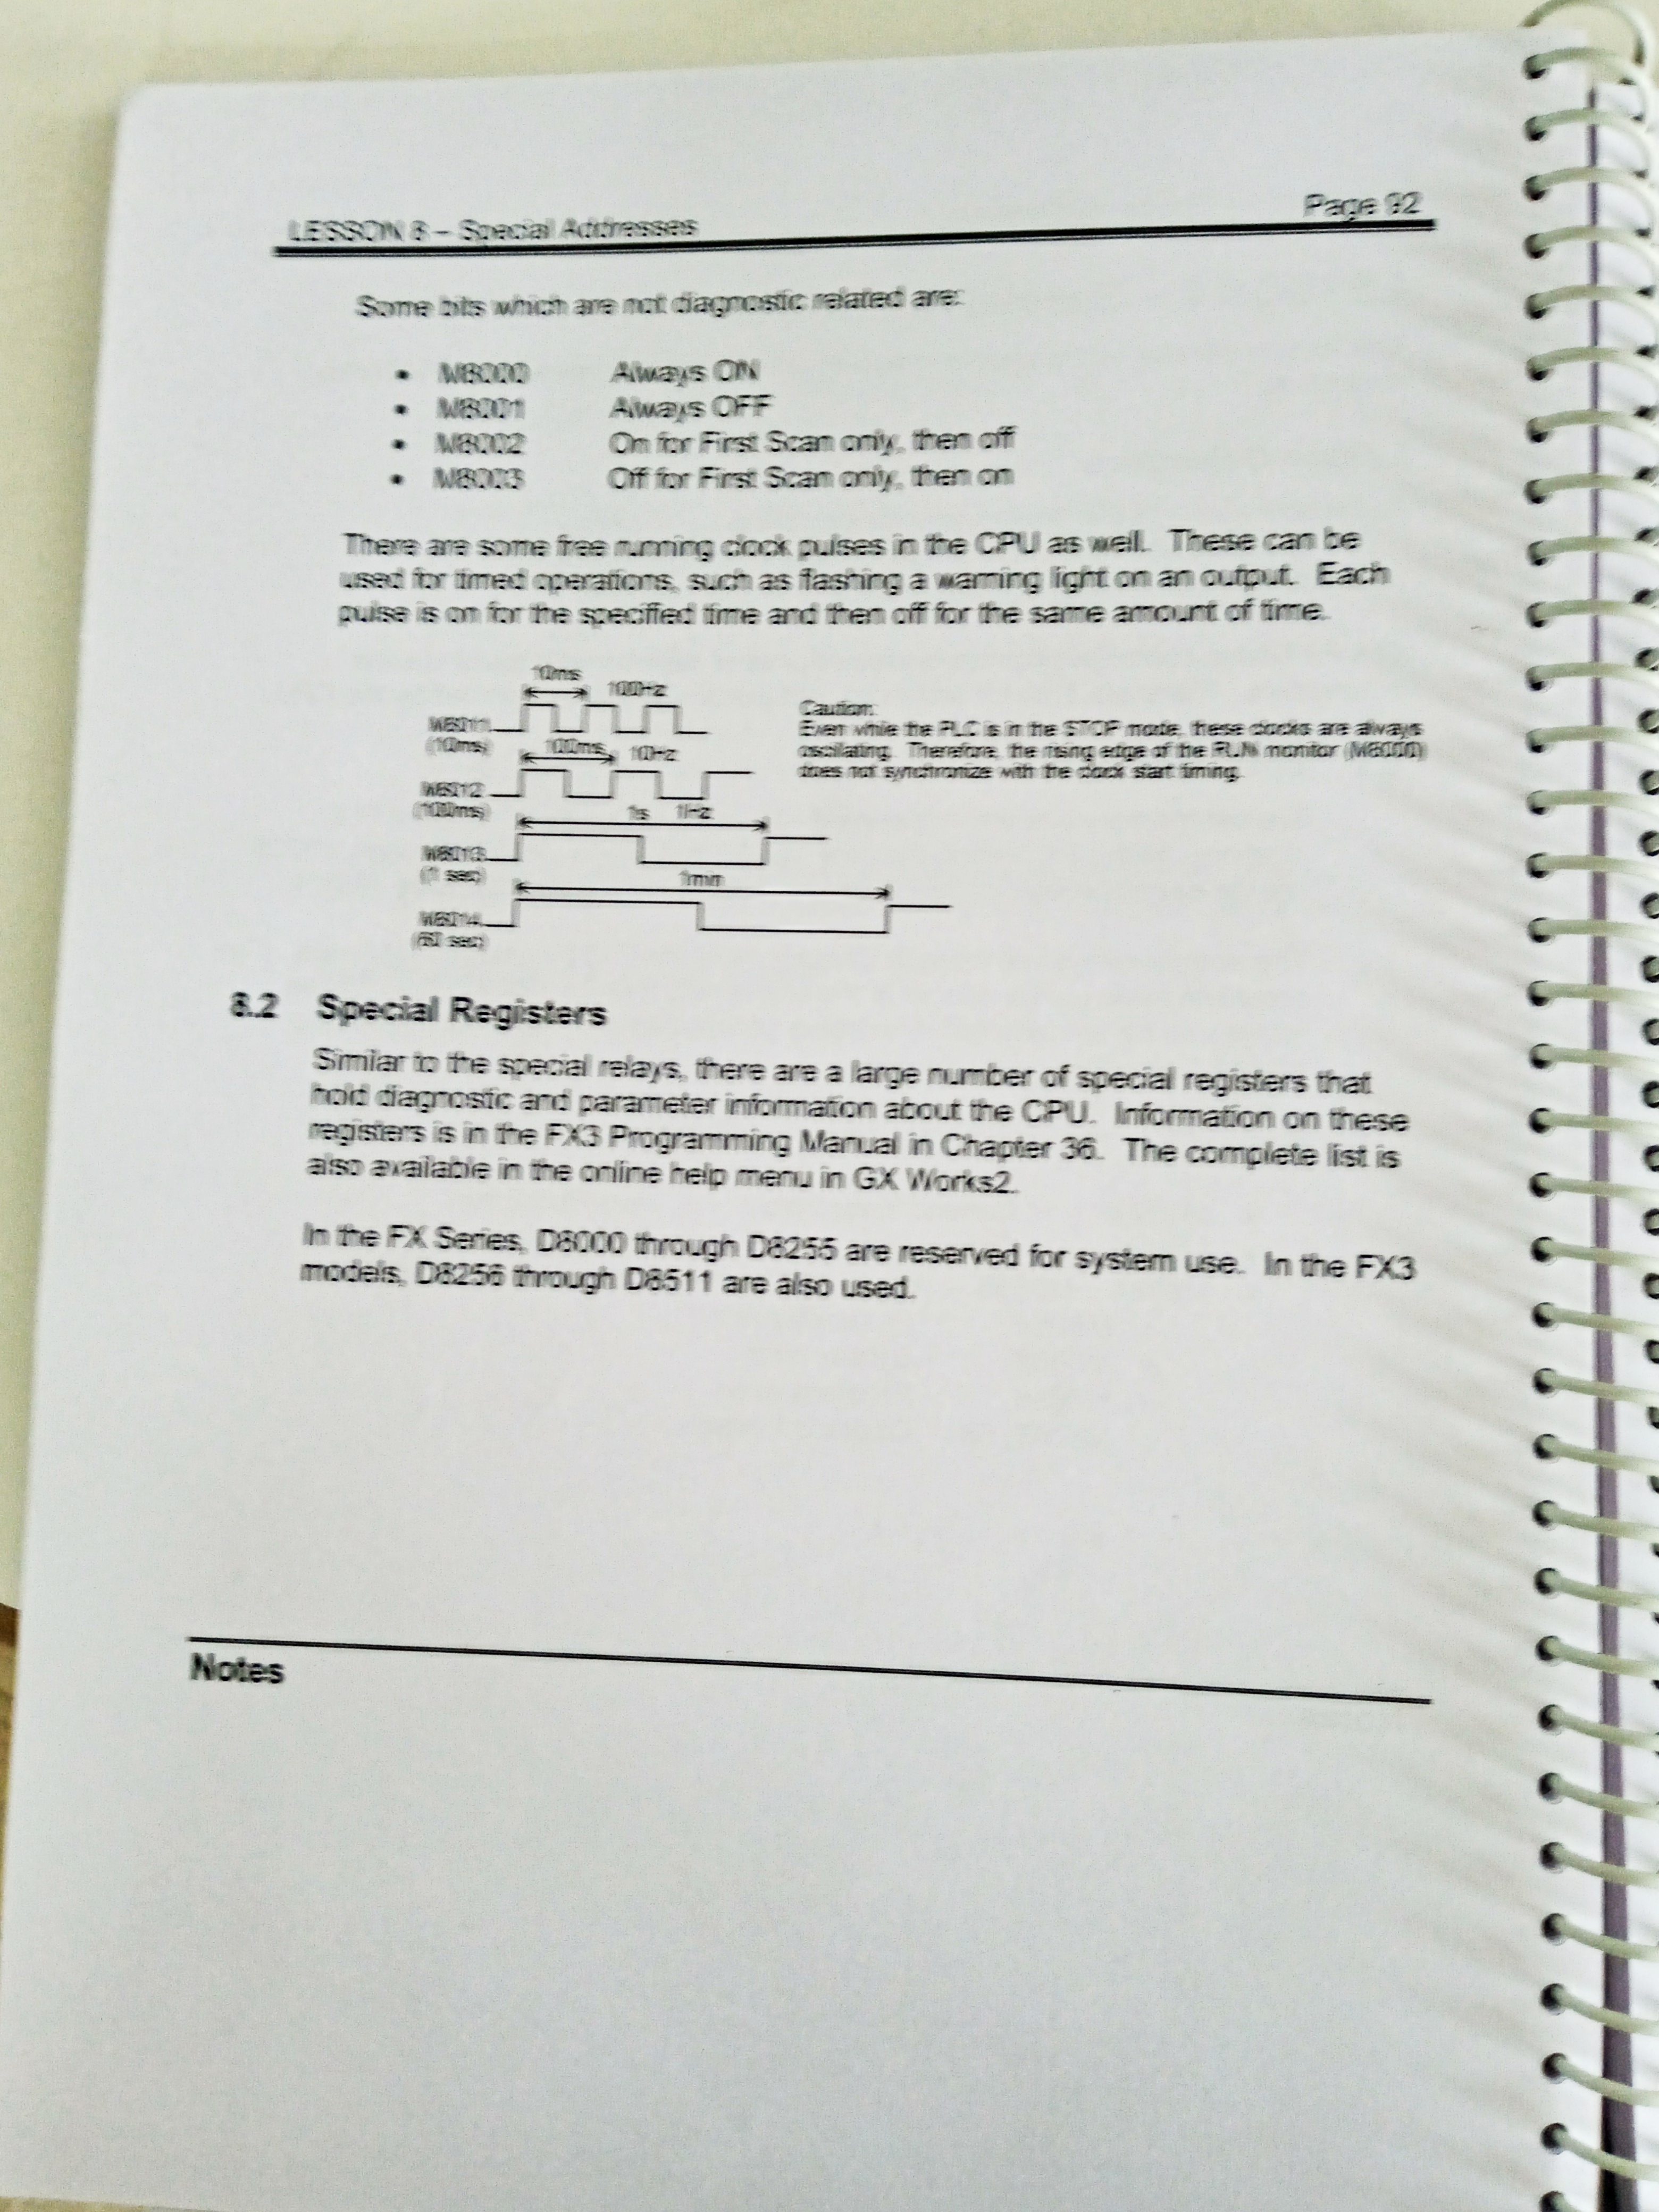 LESSON 8 – Special Addresses
Page 92
Some bits which are not diagnostic related are:
• M8000 Always ON
• M8001 Always OFF
• M8002 On for First Scan only, then off
• M8003 Off for First Scan only, then on
There are some free running clock pulses in the CPU as well. These can be
used for timed operations, such as flashing a warning light on an output. Each
pulse is on for the specified time and then off for the same amount of time.
10ms
100Hz
M8011
(10ms)
100ms
10Hz
M8012
(100ms)
1s
1Hz
M8013
(1 sec)
1min
M8014
(60 sec)
Caution:
Even while the PLC is in the STOP mode, these clocks are always
oscillating. Therefore, the rising edge of the RUN monitor (M8000)
does not synchronize with the clock start timing.
8.2 Special Registers
Similar to the special relays, there are a large number of special registers that
hold diagnostic and parameter information about the CPU. Information on these
registers is in the FX3 Programming Manual in Chapter 36. The complete list is
also available in the online help menu in GX Works2.
In the FX Series, D8000 through D8255 are reserved for system use. In the FX3
models, D8256 through D8511 are also used.
Notes